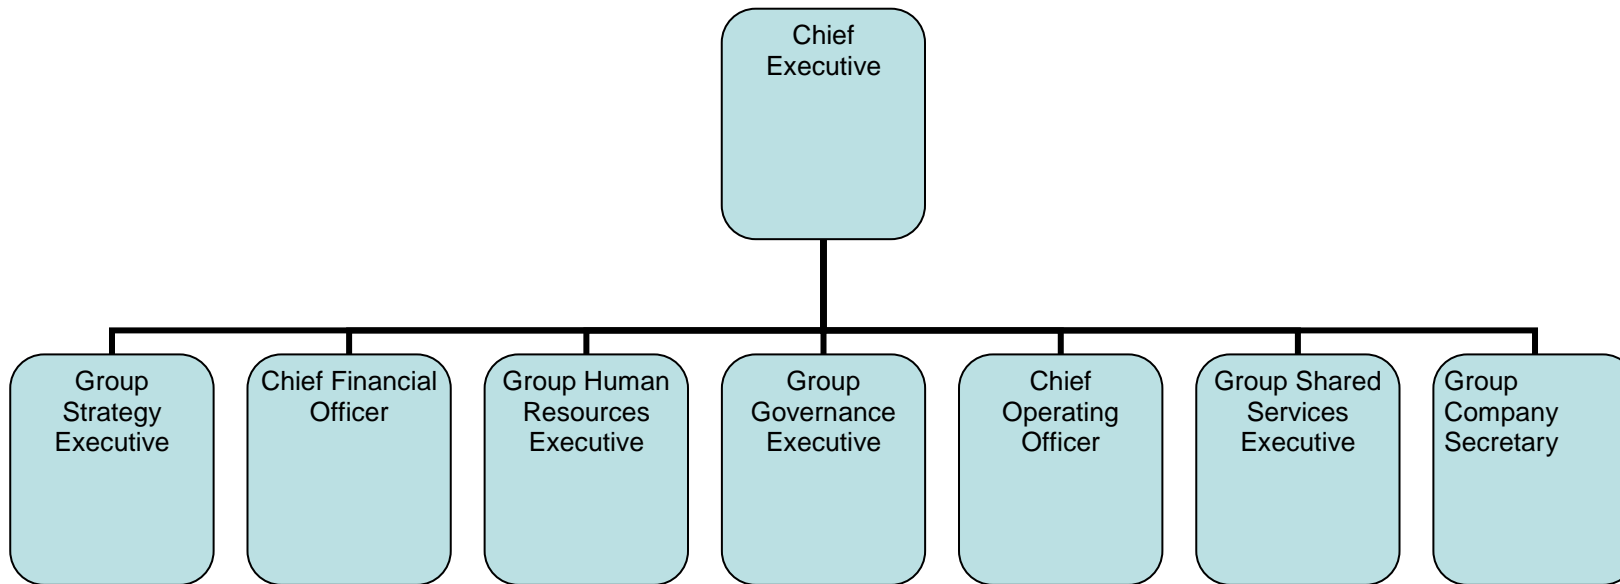 Chief
Executive
Group
Strategy
Executive
Chief Financial
Officer
Group Human
Resources
Executive
Group
Governance
Executive
Chief
Operating
Officer
Group Shared
Services
Executive
Group
Company
Secretary